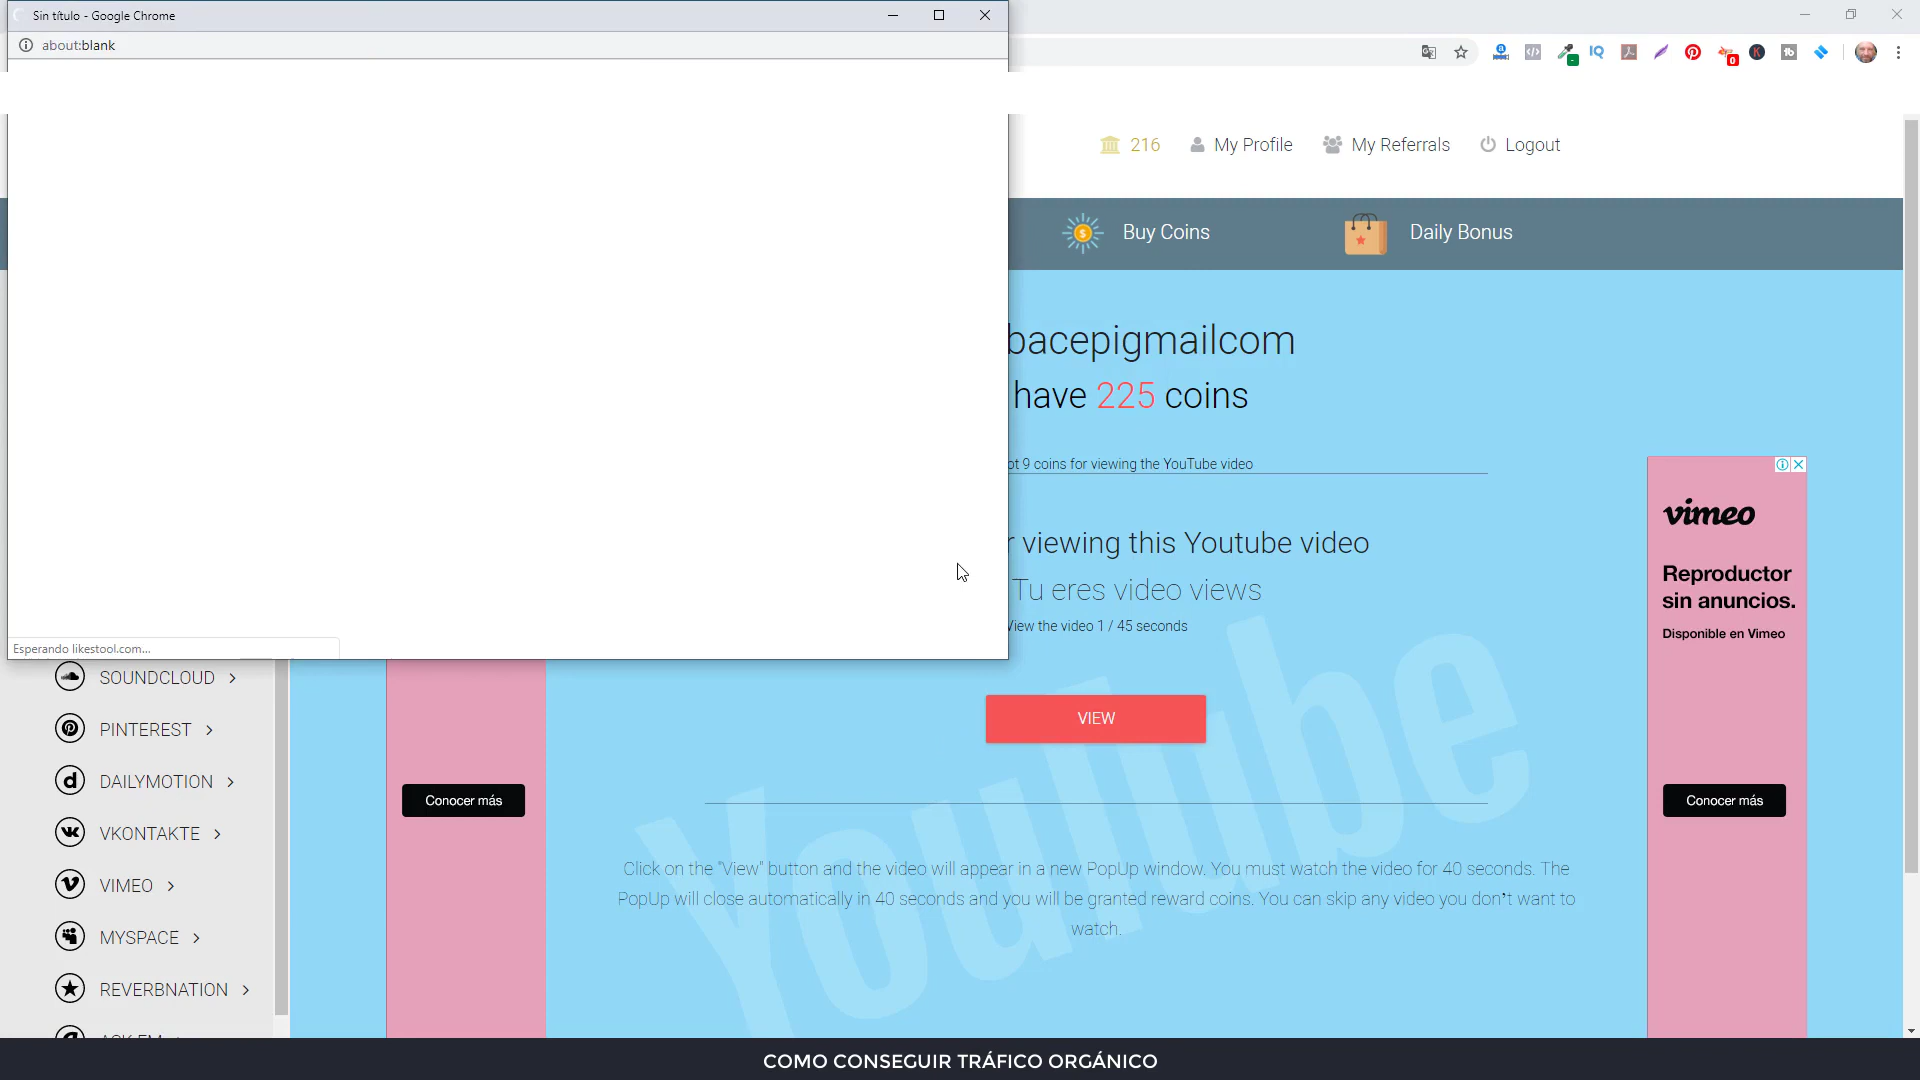 Sin título - Google Chrome
about:blank
216
My Profile
My Referrals
Logout
Buy Coins
Daily Bonus
bacepigmailcom
have 225 coins
ot 9 coins for viewing the YouTube video
r viewing this Youtube video
Tu eres video views
View the video 1 / 45 seconds
VIEW
vimeo
Reproductor
sin anuncios.
Disponible en Vimeo
Conocer más
Conocer más
Esperando likestool.com...
SOUNDCLOUD
PINTEREST
DAILYMOTION
VKONTAKTE
VIMEO
MYSPACE
REVERBNATION
YouTube
Click on the "View" button and the video will appear in a new PopUp window. You must watch the video for 40 seconds. The
PopUp will close automatically in 40 seconds and you will be granted reward coins. You can skip any video you don't want to
watch.
COMO CONSEGUIR TRÁFICO ORGÁNICO